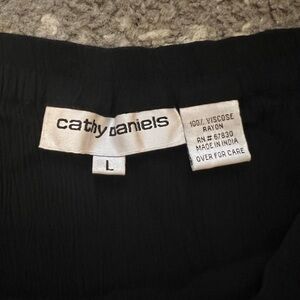 cathy daniels
L
100% VISCOSE
RAYON
RN # 67830
MADE IN INDIA
OVER FOR CARE